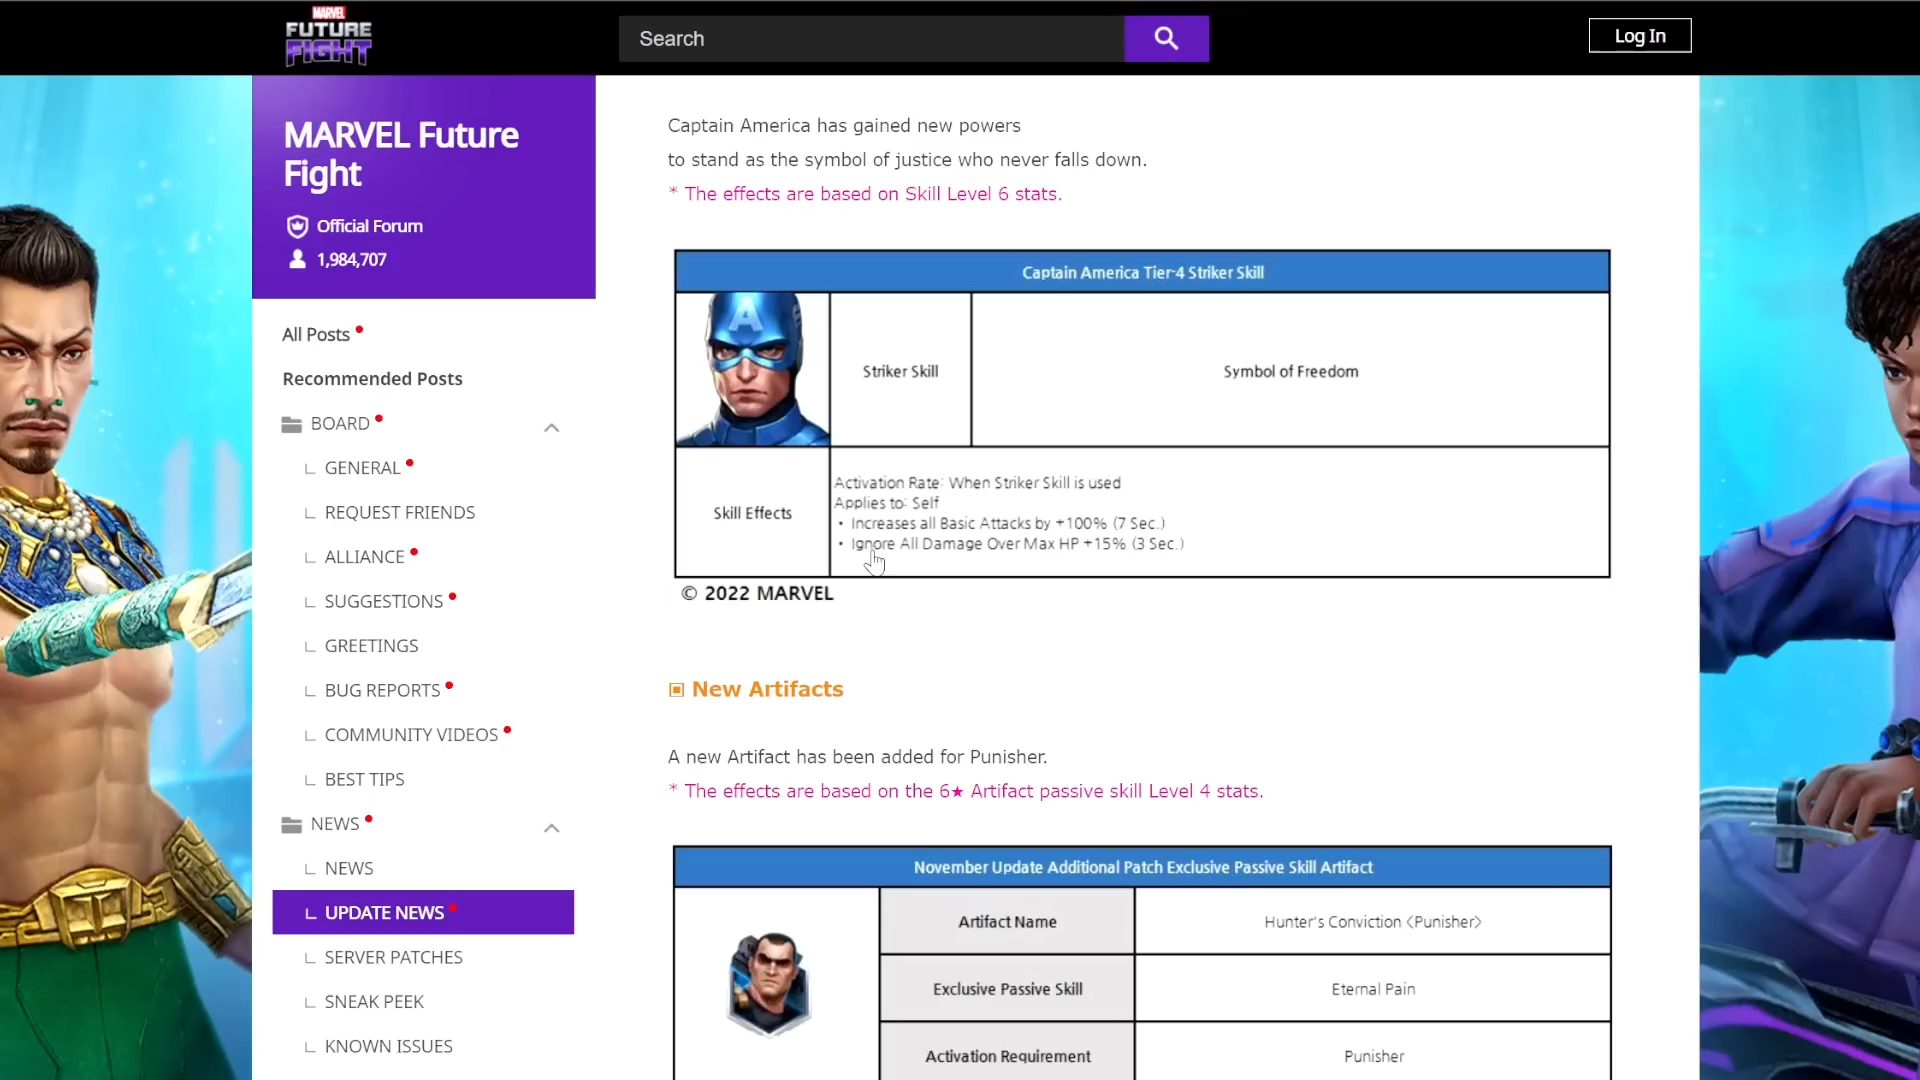 MARVEL
FUTURE
FIGHT
Search
Log In
MARVEL Future
Fight
Official Forum
1,984,707
All Posts
Recommended Posts
BOARD
GENERAL
REQUEST FRIENDS
ALLIANCE
SUGGESTIONS
GREETINGS
BUG REPORTS
COMMUNITY VIDEOS
BEST TIPS
NEWS
NEWS
UPDATE NEWS
SERVER PATCHES
SNEAK PEEK
KNOWN ISSUES
Captain America has gained new powers
to stand as the symbol of justice who never falls down.
* The effects are based on Skill Level 6 stats.
Captain America Tier-4 Striker Skill
Striker Skill
Symbol of Freedom
Skill Effects
Activation Rate: When Striker Skill is used
Applies to: Self
• Increases all Basic Attacks by +100% (7 Sec.)
• Ignore All Damage Over Max HP +15% (3 Sec.)
© 2022 MARVEL
▣ New Artifacts
A new Artifact has been added for Punisher.
* The effects are based on the 6★ Artifact passive skill Level 4 stats.
November Update Additional Patch Exclusive Passive Skill Artifact
Artifact Name
Hunter's Conviction <Punisher>
Exclusive Passive Skill
Eternal Pain
Activation Requirement
Punisher